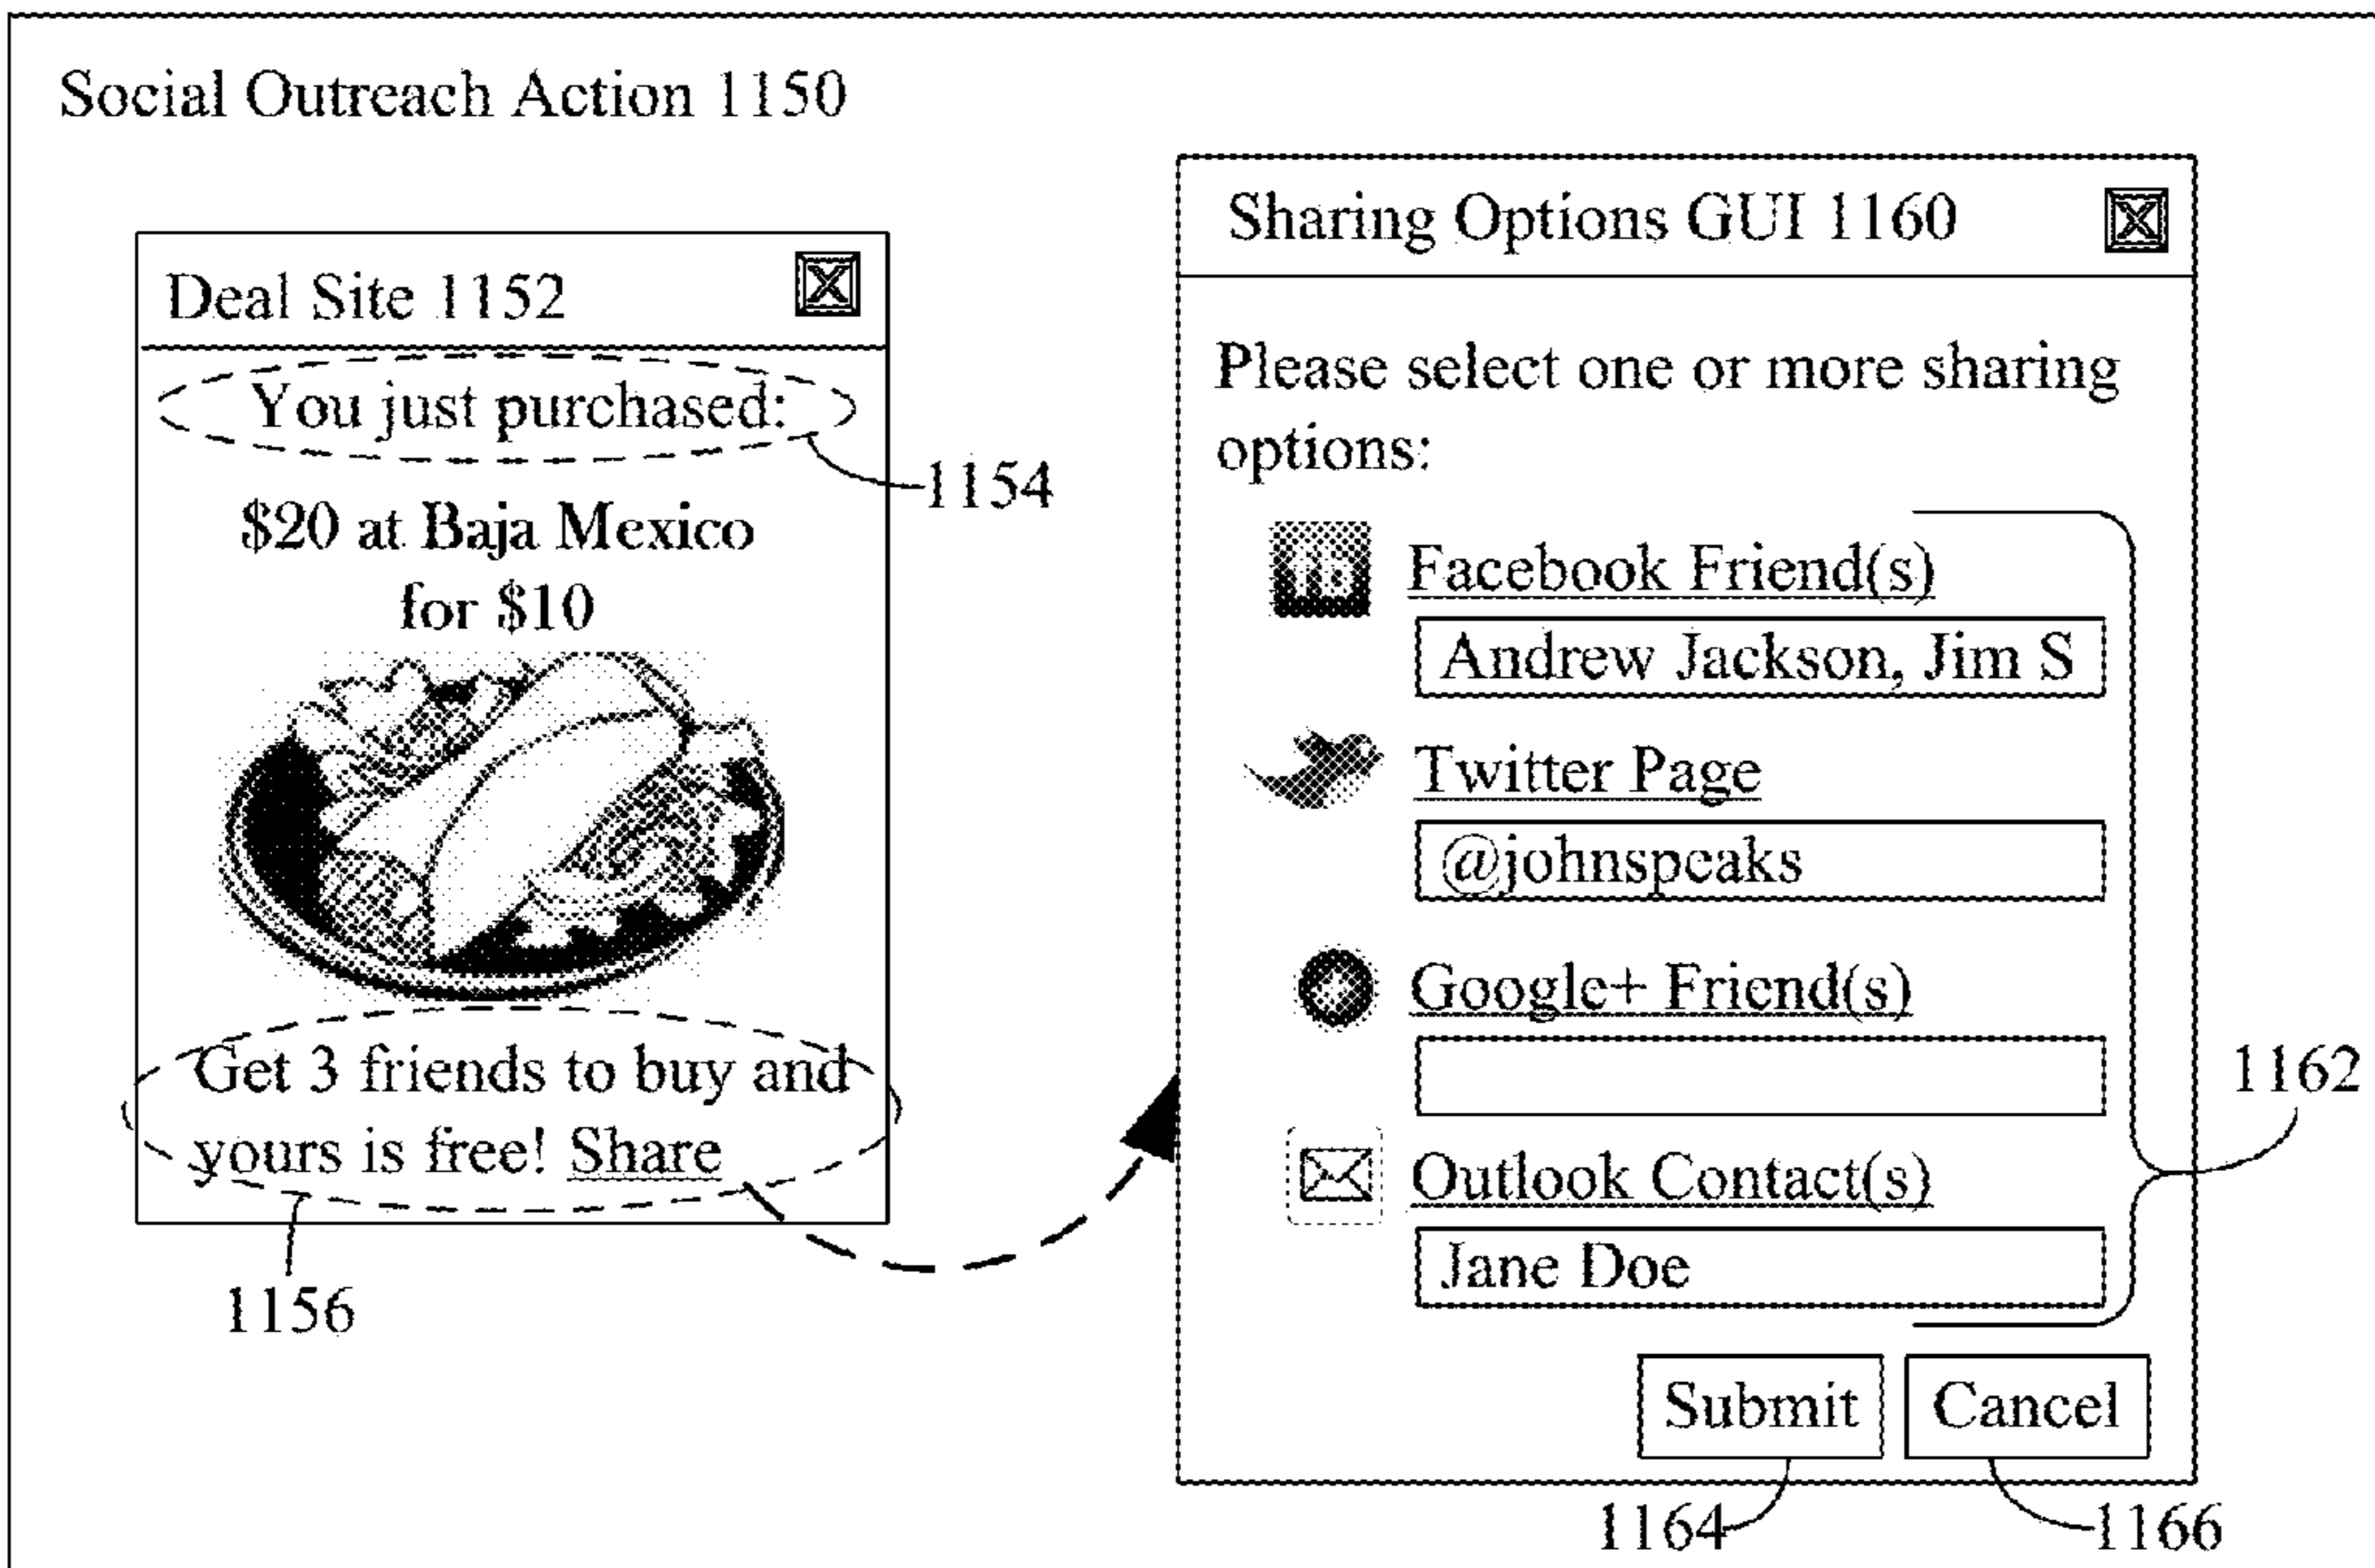 Social Outreach Action 1150
Deal Site 1152
You just purchased:
1154
$20 at Baja Mexico
for $10
Get 3 friends to buy and
yours is free! Share
1156
Sharing Options GUI 1160
Please select one or more sharing
options:
Facebook Friend(s)
Andrew Jackson, Jim S
Twitter Page
@johnspeaks
Google+ Friend(s)
Outlook Contact(s)
Jane Doe
1162
Submit
Cancel
1164
1166